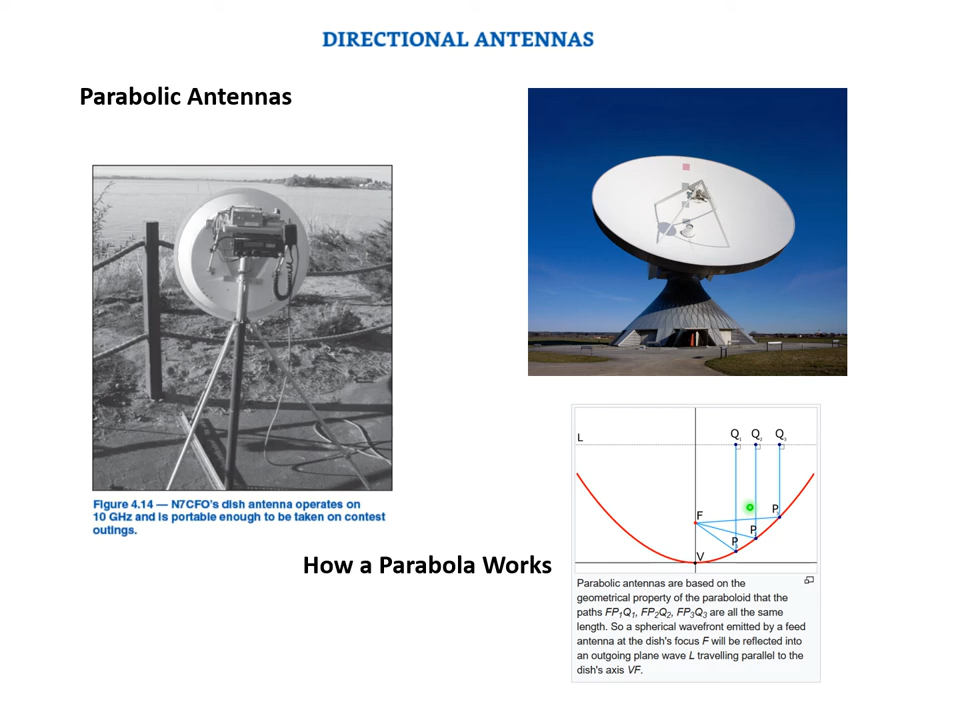 DIRECTIONAL ANTENNAS
Parabolic Antennas
Figure 4.14 — N7CFO's dish antenna operates on
10 GHz and is portable enough to be taken on contest
outings.
How a Parabola Works
L
Q1 Q2 Q3
F
P
P
P
V
Parabolic antennas are based on the
geometrical property of the paraboloid that the
paths FP1Q1, FP2Q2, FP3Q3 are all the same
length. So a spherical wavefront emitted by a feed
antenna at the dish's focus F will be reflected into
an outgoing plane wave L travelling parallel to the
dish's axis VF.